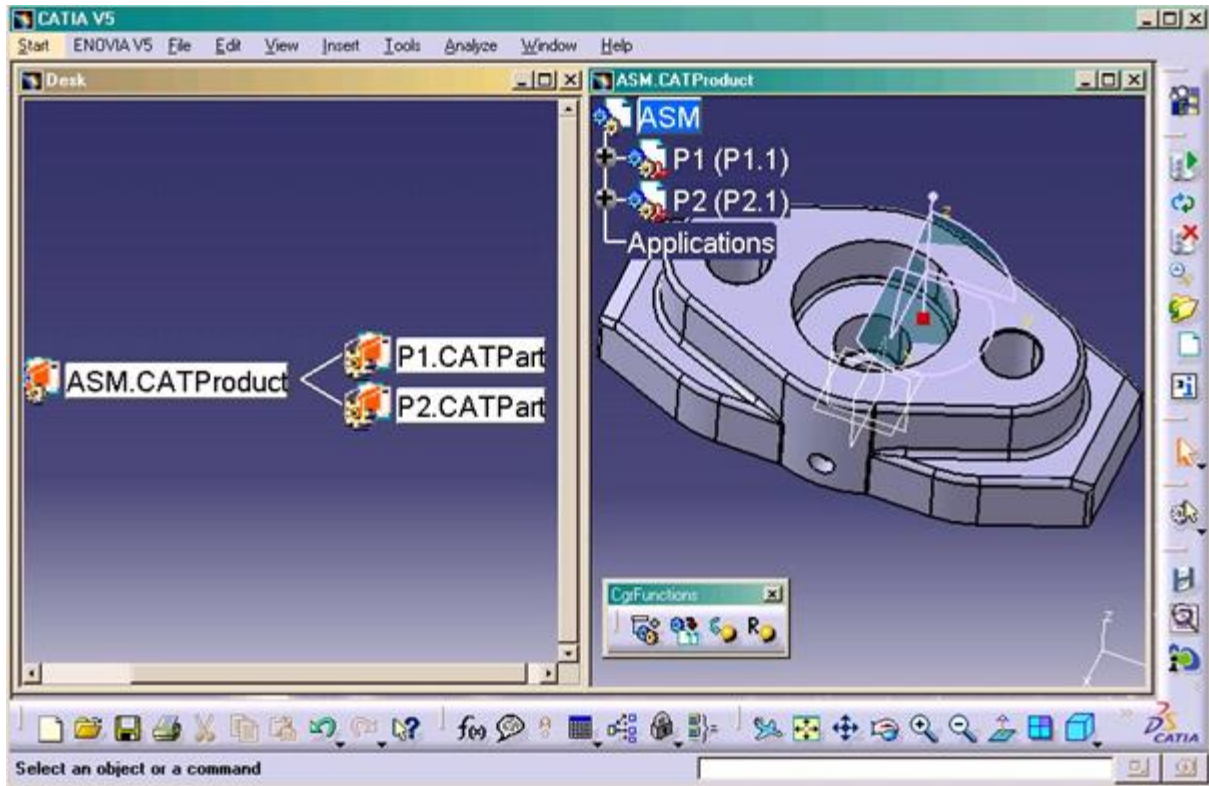 CATIA V5
Start ENOVIA V5 File Edit View Insert Tools Analyze Window Help
Desk
ASM.CATProduct
P1.CATPart
P2.CATPart
ASM.CATProduct
ASM
P1 (P1.1)
P2 (P2.1)
Applications
z
y
CgrFunctions
R
z
f(x)
CATIA
Select an object or a command